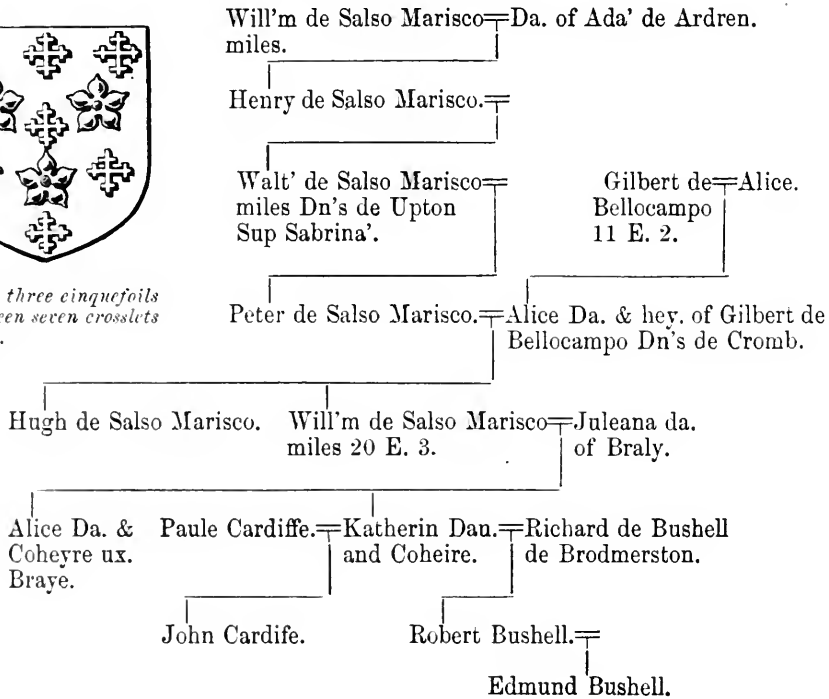 Will'm de Salso Marisco=Da. of Ada' de Ardren.
miles.
Henry de Salso Marisco.=
Walt' de Salso Marisco=
miles Dn's de Upton
Sup Sabrina'.
Gilbert de=Alice.
Bellocampo
11 E. 2.
three cinquefoils
een seven crosslets
.
Peter de Salso Marisco.=Alice Da. & hey. of Gilbert de
Bellocampo Dn's de Cromb.
Hugh de Salso Marisco.
Will'm de Salso Marisco=Juleana da.
miles 20 E. 3.
of Braly.
Alice Da. &
Coheyre ux.
Braye.
Paule Cardiffe.=Katherin Dau.=Richard de Bushell
and Coheire.
de Brodmerston.
John Cardife.
Robert Bushell.=
Edmund Bushell.